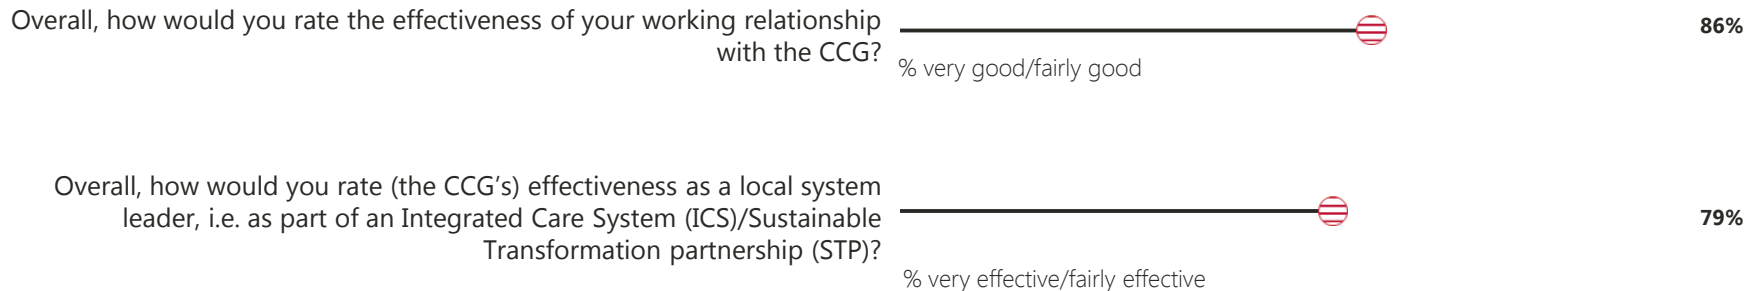 Overall, how would you rate the effectiveness of your working relationship
with the CCG?
% very good/fairly good
86%
Overall, how would you rate (the CCG’s) effectiveness as a local system
leader, i.e. as part of an Integrated Care System (ICS)/Sustainable
Transformation partnership (STP)?
% very effective/fairly effective
79%